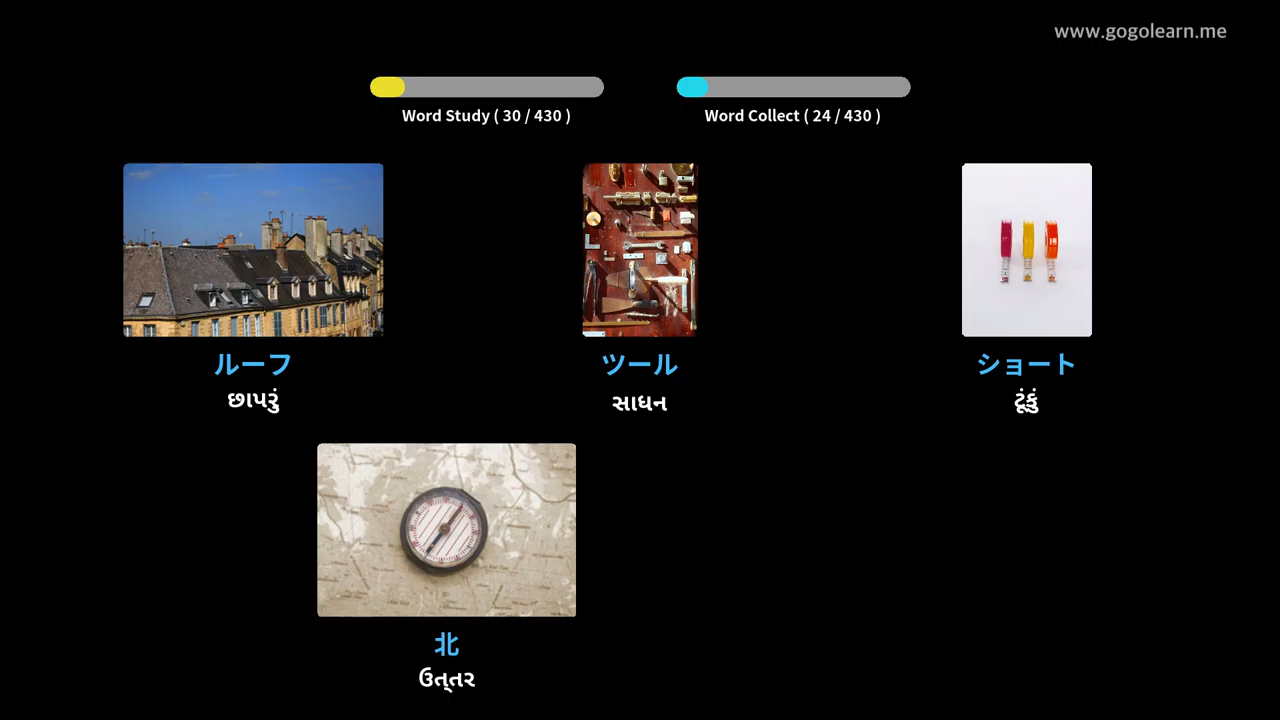 www.gogolearn.me
Word Study ( 30 / 430 )
Word Collect ( 24 / 430 )
ルーフ
છાપરું
ツール
સાધન
ショート
ટૂંકું
北
ઉત્તર